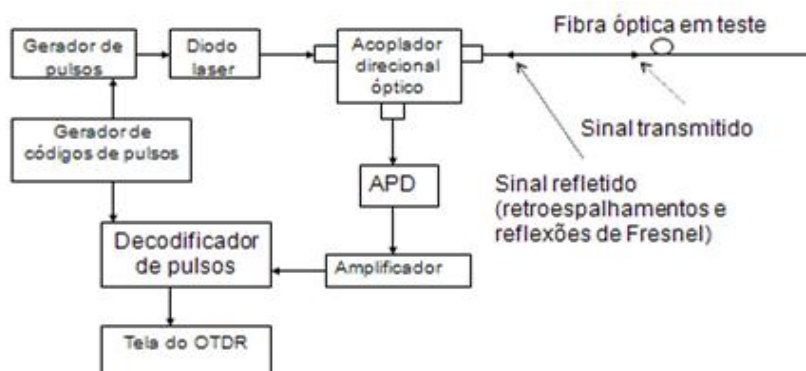 Gerador de
pulsos
Diodo
laser
Acoplador
direcional
óptico
Fibra óptica em teste
Gerador de
códigos de pulsos
Sinal transmitido
APD
Sinal refletido
(retroespalhamentos e
reflexões de Fresnel)
Decodificador
de pulsos
Amplificador
Tela do OTDR